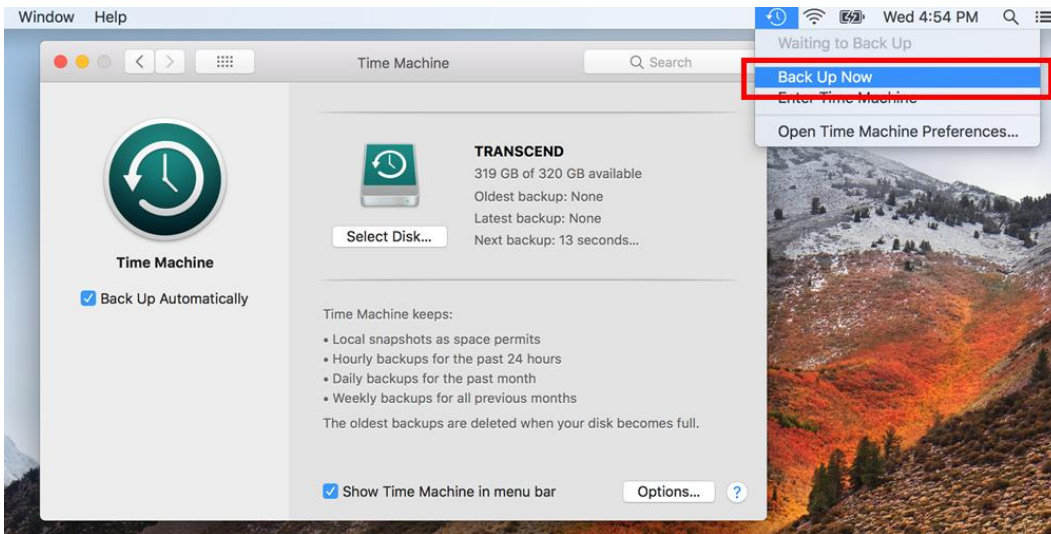 Window Help
Wed 4:54 PM
Waiting to Back Up
Back Up Now
Enter Time Machine
Open Time Machine Preferences...
Time Machine
Search
Time Machine
Back Up Automatically
TRANSCEND
319 GB of 320 GB available
Oldest backup: None
Latest backup: None
Next backup: 13 seconds...
Select Disk...
Time Machine keeps:
• Local snapshots as space permits
• Hourly backups for the past 24 hours
• Daily backups for the past month
• Weekly backups for all previous months
The oldest backups are deleted when your disk becomes full.
Show Time Machine in menu bar
Options...
?